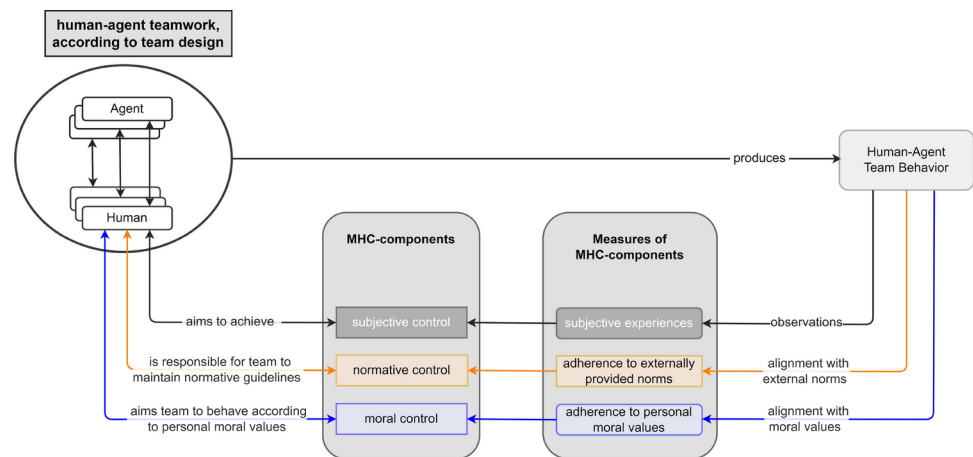 human-agent teamwork,
according to team design
Agent
Human
produces
Human-Agent
Team Behavior
MHC-components
Measures of
MHC-components
aims to achieve
subjective control
subjective experiences
observations
is responsible for team to
maintain normative guidelines
normative control
adherence to externally
provided norms
alignment with
external norms
aims team to behave according
to personal moral values
moral control
adherence to personal
moral values
alignment with
moral values